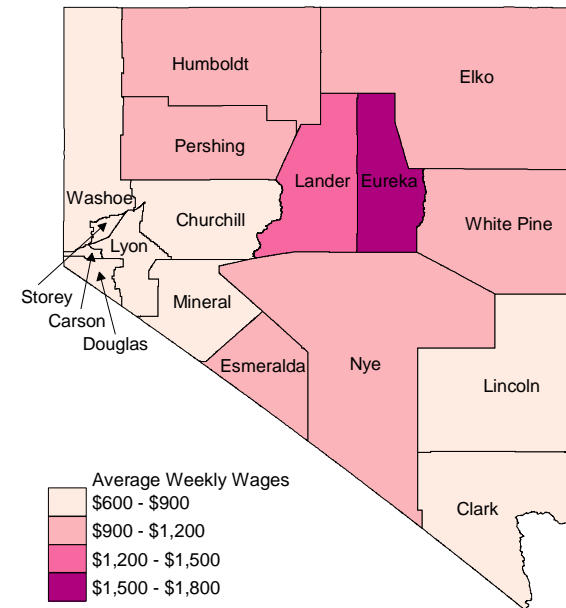 Humboldt
Elko
Pershing
Lander
Eureka
Washoe
Churchill
White Pine
Lyon
Storey
Mineral
Carson
Douglas
Esmeralda
Nye
Lincoln
Clark
Average Weekly Wages
$600 - $900
$900 - $1,200
$1,200 - $1,500
$1,500 - $1,800